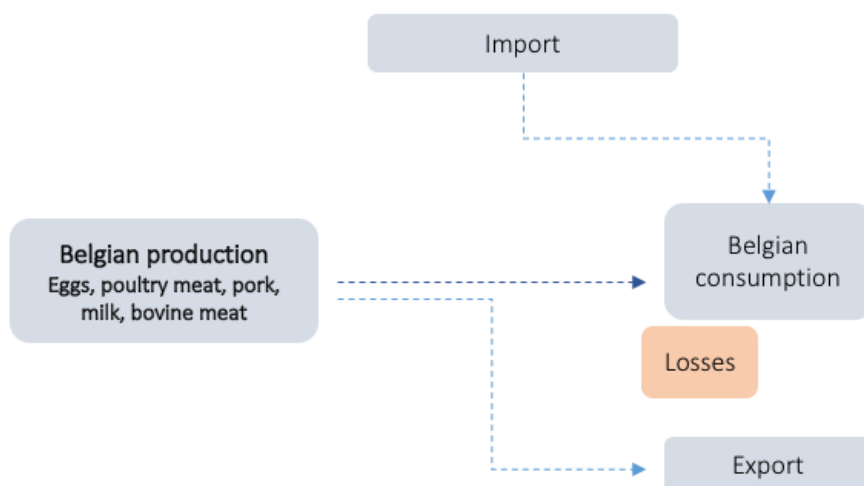 Import
Belgian production
Eggs, poultry meat, pork,
milk, bovine meat
Belgian
consumption
Losses
Export